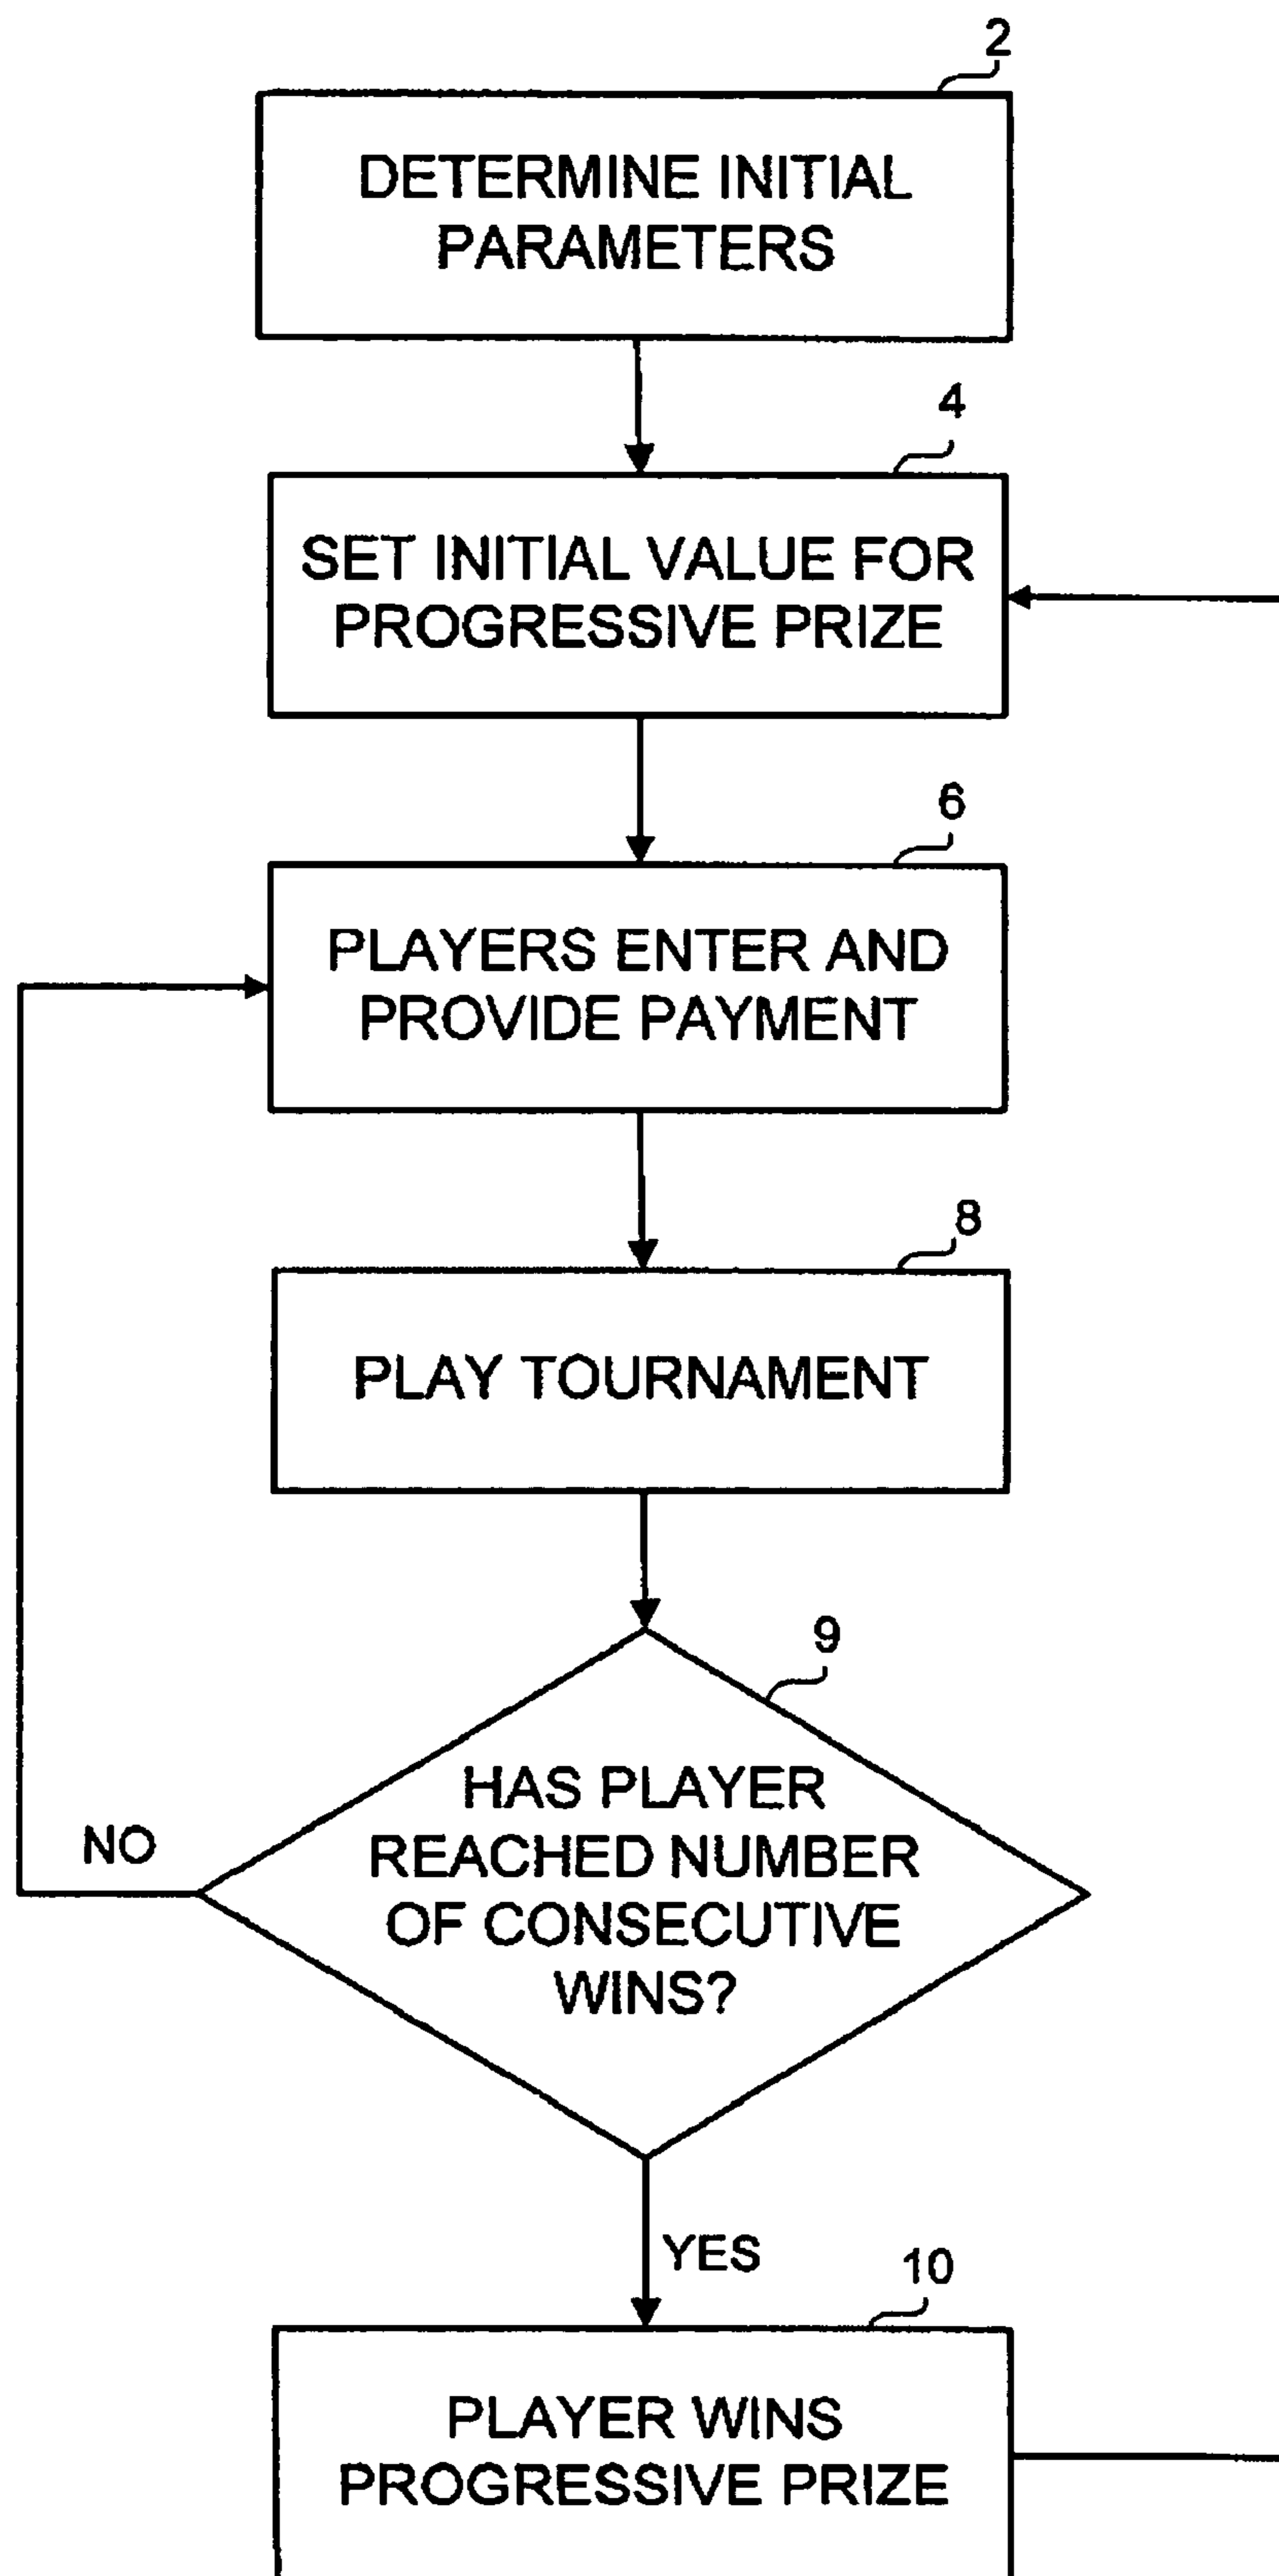 2
DETERMINE INITIAL
PARAMETERS
4
SET INITIAL VALUE FOR
PROGRESSIVE PRIZE
6
PLAYERS ENTER AND
PROVIDE PAYMENT
8
PLAY TOURNAMENT
9
HAS PLAYER
REACHED NUMBER
OF CONSECUTIVE
WINS?
NO
YES
10
PLAYER WINS
PROGRESSIVE PRIZE